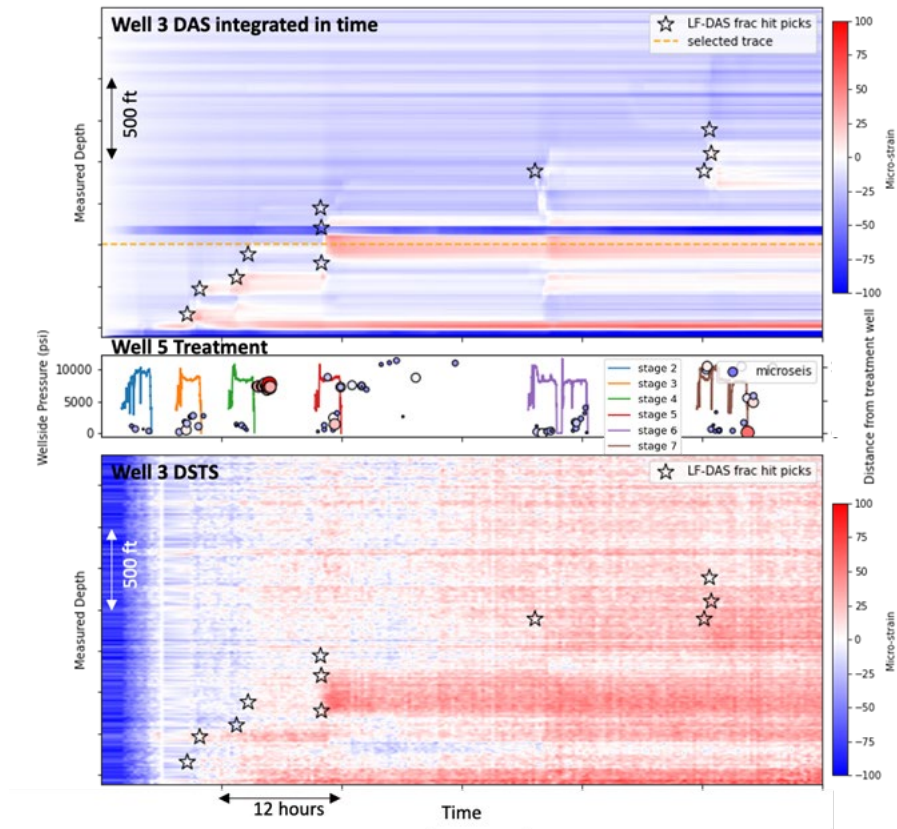 Well 3 DAS integrated in time
LF-DAS frac hit picks
selected trace
500 ft
Measured Depth
100
75
50
25
0
−25
−50
−75
−100
Micro-strain
Well 5 Treatment
Wellside Pressure (psi)
10000
5000
0
stage 2
stage 3
stage 4
stage 5
stage 6
stage 7
microseis
Distance from treatment well
Well 3 DSTS
LF-DAS frac hit picks
500 ft
Measured Depth
100
75
50
25
0
−25
−50
−75
−100
Micro-strain
12 hours
Time